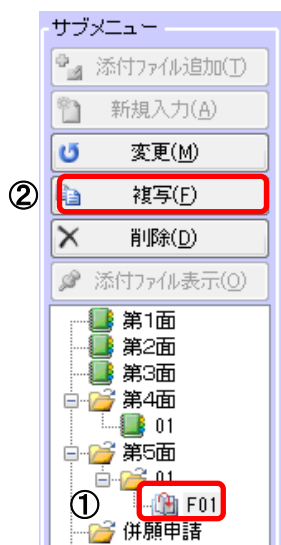 サブメニュー
添付ファイル追加(T)
新規入力(A)
変更(M)
② 複写(F)
削除(D)
添付ファイル表示(O)
第1面
第2面
第3面
第4面
01
第5面
01
① F01
併願申請